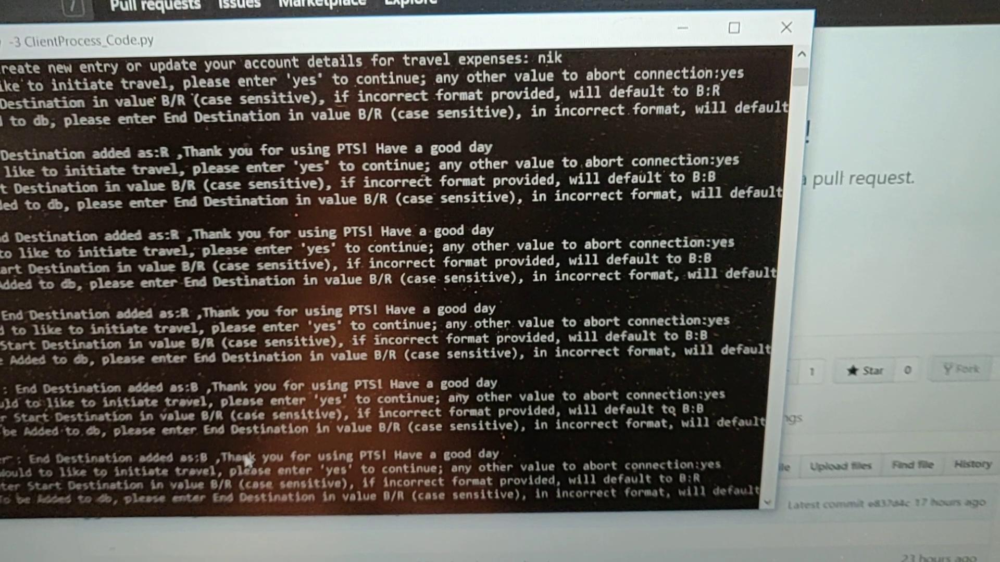 / Pull requests Issues Marketplace Explore
-3 ClientProcess_Code.py
reate new entry or update your account details for travel expenses: nik
ike to initiate travel, please enter 'yes' to continue; any other value to abort connection:yes
Destination in value B/R (case sensitive), if incorrect format provided, will default to B:R
to db, please enter End Destination in value B/R (case sensitive), in incorrect format, will default
Destination added as:R ,Thank you for using PTS! Have a good day
like to initiate travel, please enter 'yes' to continue; any other value to abort connection:yes
t Destination in value B/R (case sensitive), if incorrect format provided, will default to B:B
ded to db, please enter End Destination in value B/R (case sensitive), in incorrect format, will default
d Destination added as:R ,Thank you for using PTS! Have a good day
to like to initiate travel, please enter 'yes' to continue; any other value to abort connection:yes
art Destination in value B/R (case sensitive), if incorrect format provided, will default to B:B
Added to db, please enter End Destination in value B/R (case sensitive), in incorrect format, will default
End Destination added as:R ,Thank you for using PTS! Have a good day
d to like to initiate travel, please enter 'yes' to continue; any other value to abort connection:yes
Start Destination in value B/R (case sensitive), if incorrect format provided, will default to B:B
e Added to db, please enter End Destination in value B/R (case sensitive), in incorrect format, will default
: End Destination added as:B ,Thank you for using PTS! Have a good day
uld to like to initiate travel, please enter 'yes' to continue; any other value to abort connection:yes
r Start Destination in value B/R (case sensitive), if incorrect format provided, will default to B:B
be Added to db, please enter End Destination in value B/R (case sensitive), in incorrect format, will default
er : End Destination added as:B ,Thank you for using PTS! Have a good day
Would to like to initiate travel, please enter 'yes' to continue; any other value to abort connection:yes
ter Start Destination in value B/R (case sensitive), if incorrect format provided, will default to B:R
To be Added to db, please enter End Destination in value B/R (case sensitive), in incorrect format, will default
!
a pull request.
1 Star 0 Fork
ngs
ile Upload files Find file History
Latest commit e837d4c 17 hours ago
23 hours ago